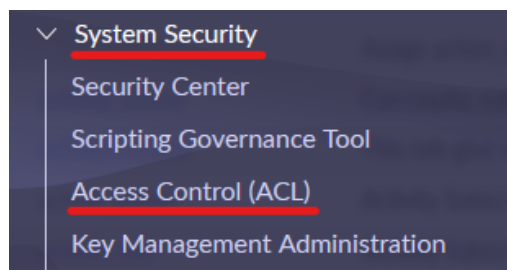 System Security
Security Center
Scripting Governance Tool
Access Control (ACL)
Key Management Administration